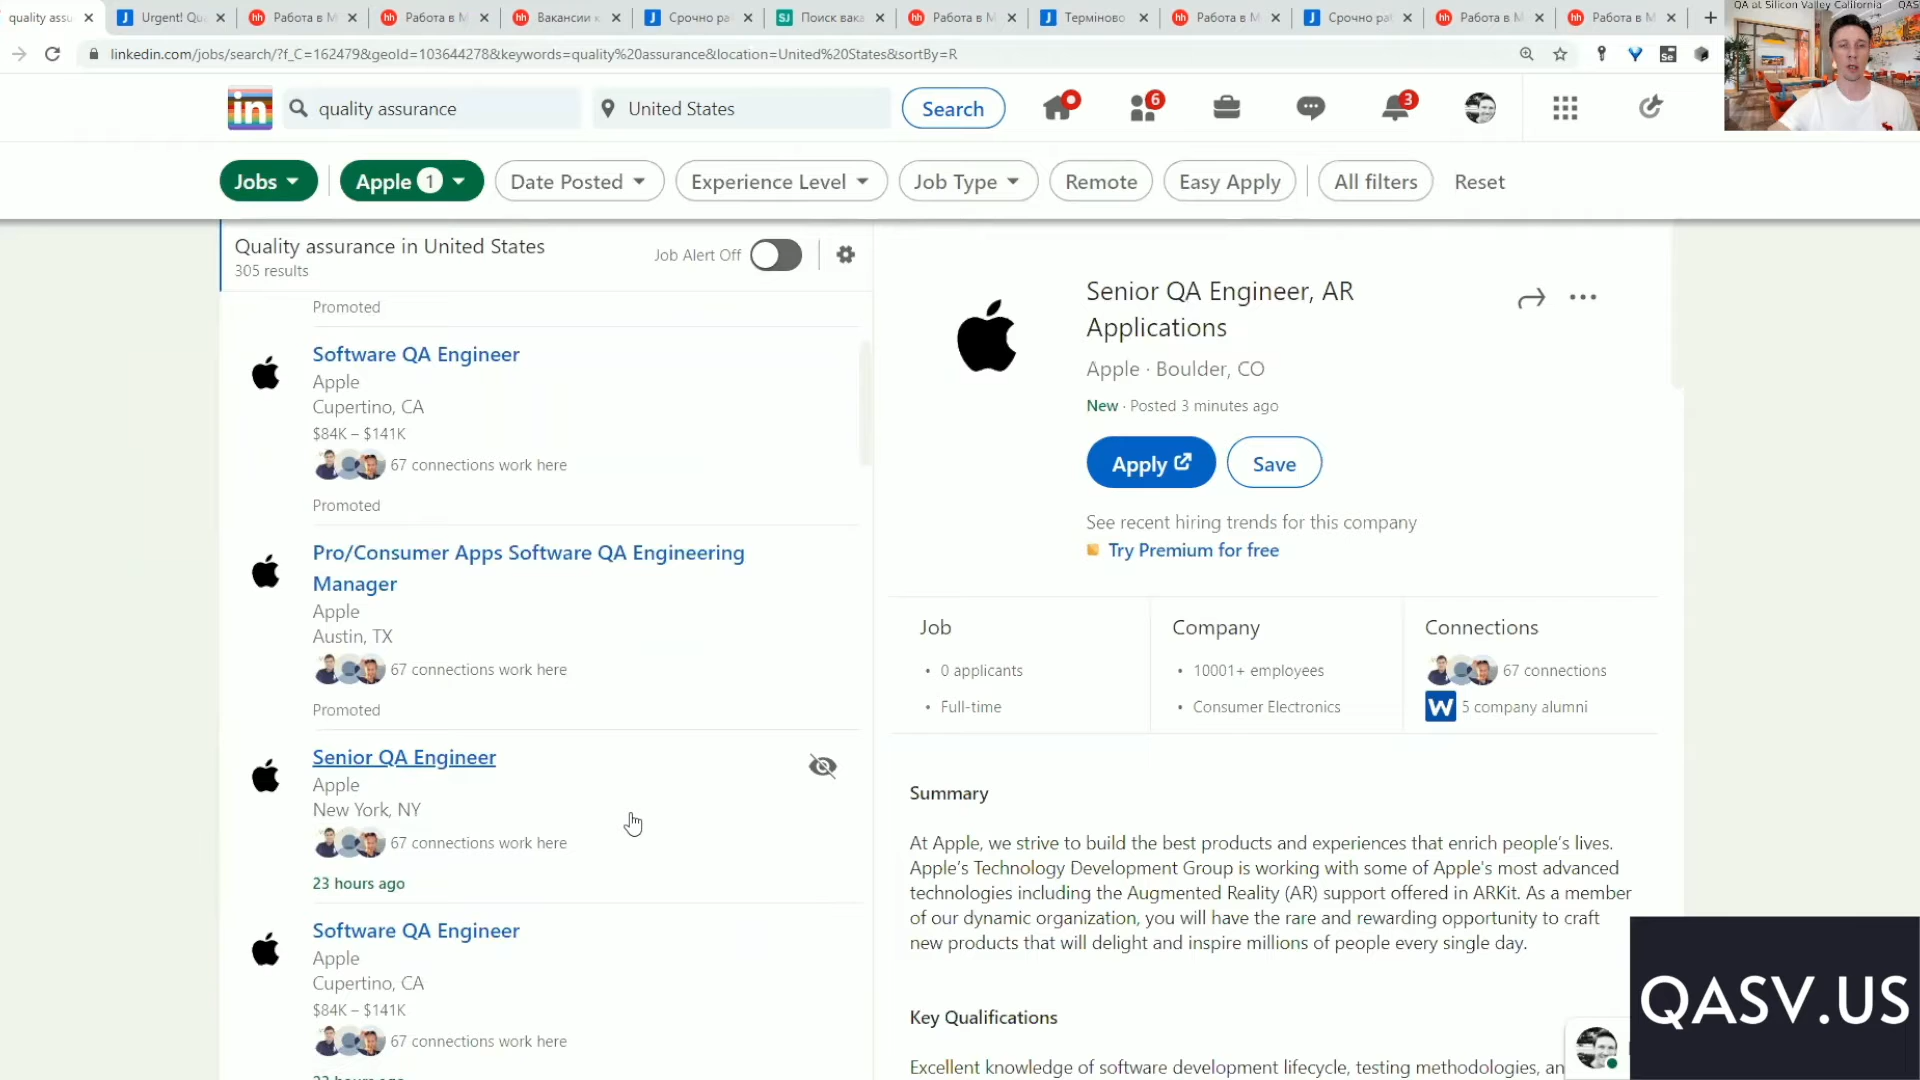 quality assu
Urgent! Qu
Работа в М
Работа в М
Вакансии к
Срочно ра
SJ
Поиск вака
Работа в М
Терміново
Работа в М
Срочно ра
Работа в М
Работа в М
QA at Silicon Valley California QAS
linkedin.com/jobs/search/?f_C=162479&geoId=103644278&keywords=quality%20assurance&location=United%20States&sortBy=R
in
quality assurance
United States
Search
6
3
Jobs
Apple 1
Date Posted
Experience Level
Job Type
Remote
Easy Apply
All filters
Reset
Quality assurance in United States
305 results
Job Alert Off
Promoted
Software QA Engineer
Apple
Cupertino, CA
$84K – $141K
67 connections work here
Promoted
Pro/Consumer Apps Software QA Engineering
Manager
Apple
Austin, TX
67 connections work here
Promoted
Senior QA Engineer
Apple
New York, NY
67 connections work here
23 hours ago
Software QA Engineer
Apple
Cupertino, CA
$84K – $141K
67 connections work here
23 hours ago
Senior QA Engineer, AR
Applications
Apple · Boulder, CO
New · Posted 3 minutes ago
Apply
Save
See recent hiring trends for this company
Try Premium for free
Job
• 0 applicants
• Full-time
Company
• 10001+ employees
• Consumer Electronics
Connections
67 connections
W 5 company alumni
Summary
At Apple, we strive to build the best products and experiences that enrich people's lives.
Apple's Technology Development Group is working with some of Apple's most advanced
technologies including the Augmented Reality (AR) support offered in ARKit. As a member
of our dynamic organization, you will have the rare and rewarding opportunity to craft
new products that will delight and inspire millions of people every single day.
Key Qualifications
Excellent knowledge of software development lifecycle, testing methodologies, an
QASV.US